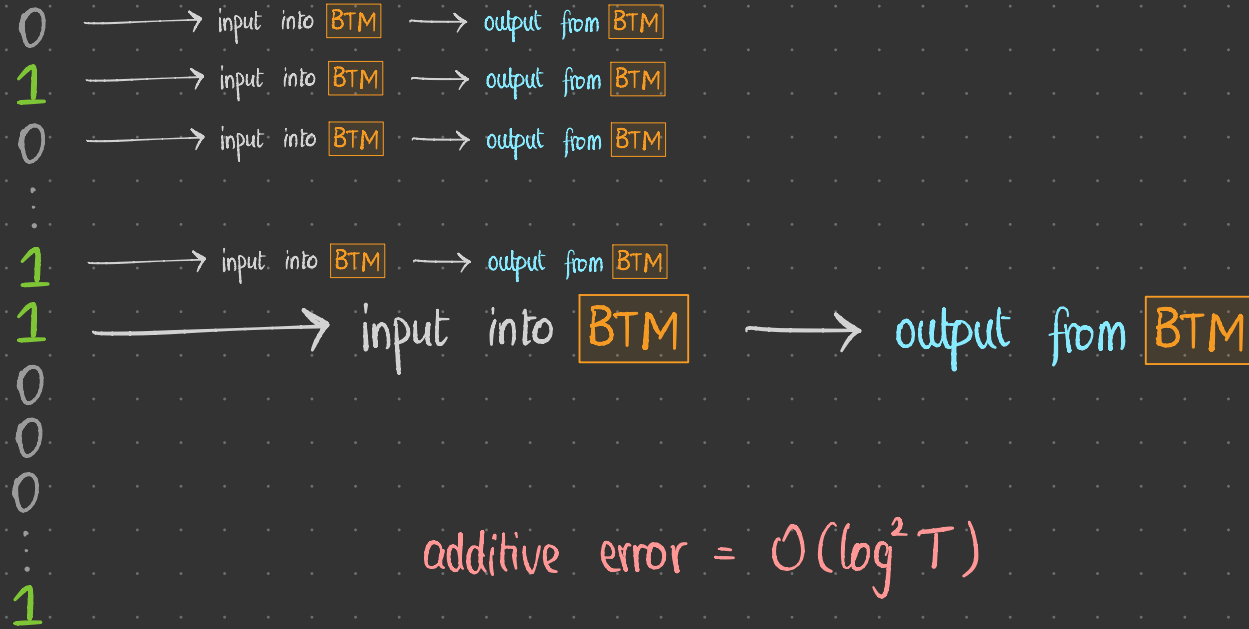 0 → input into BTM → output from BTM
1 → input into BTM → output from BTM
0 → input into BTM → output from BTM
⋮
1 → input into BTM → output from BTM
1 → input into BTM → output from BTM
0
0
0
⋮
additive error = O(log² T)
1